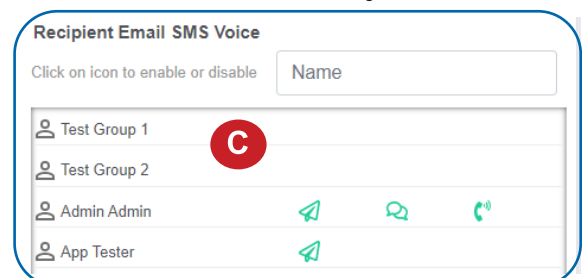 Recipient Email SMS Voice
Click on icon to enable or disable Name
Test Group 1
C
Test Group 2
Admin Admin
App Tester